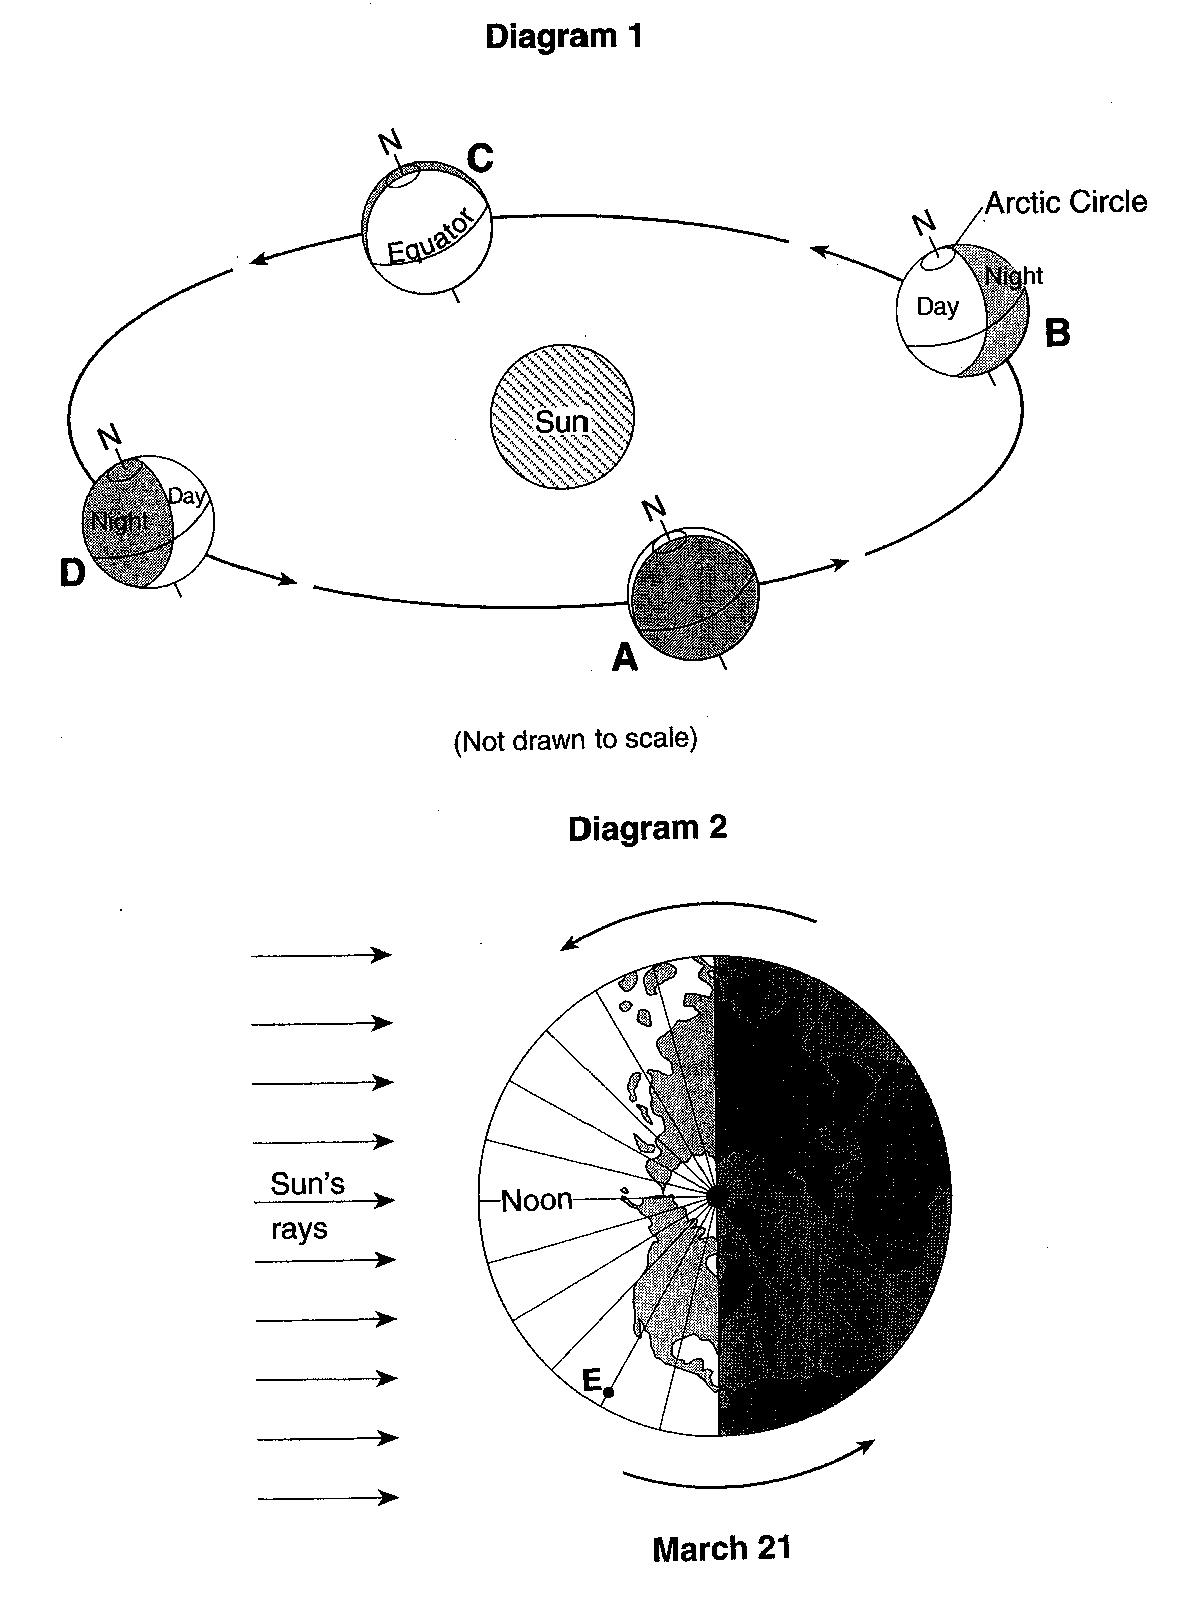 Diagram 1
N
C
Equator
N
Arctic Circle
Day
Night
B
Sun
N
Night
Day
D
N
A
(Not drawn to scale)
Diagram 2
Sun's
rays
Noon
E
March 21